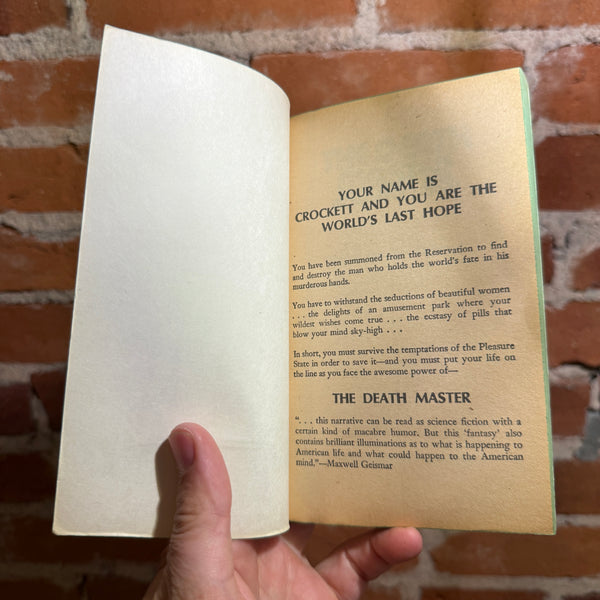 YOUR NAME IS
CROCKETT AND YOU ARE THE
WORLD'S LAST HOPE
You have been summoned from the Reservation to find
and destroy the man who holds the world's fate in his
murderous hands.
You have to withstand the seductions of beautiful women
. . . the delights of an amusement park where your
wildest wishes come true . . . the ecstasy of pills that
blow your mind sky-high . . .
In short, you must survive the temptations of the Pleasure
State in order to save it—and you must put your life on
the line as you face the awesome power of—
THE DEATH MASTER
“. . . this narrative can be read as science fiction with a
certain kind of macabre humor. But this ‘fantasy’ also
contains brilliant illuminations as to what is happening to
American life and what could happen to the American
mind.”—Maxwell Geismar